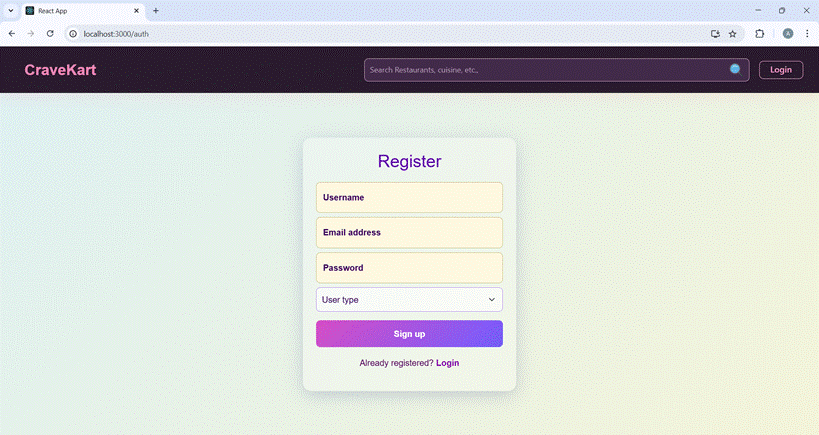 React App
localhost:3000/auth
A
CraveKart
Search Restaurants, cuisine, etc.,
Login
Register
Username
Email address
Password
User type
Sign up
Already registered? Login